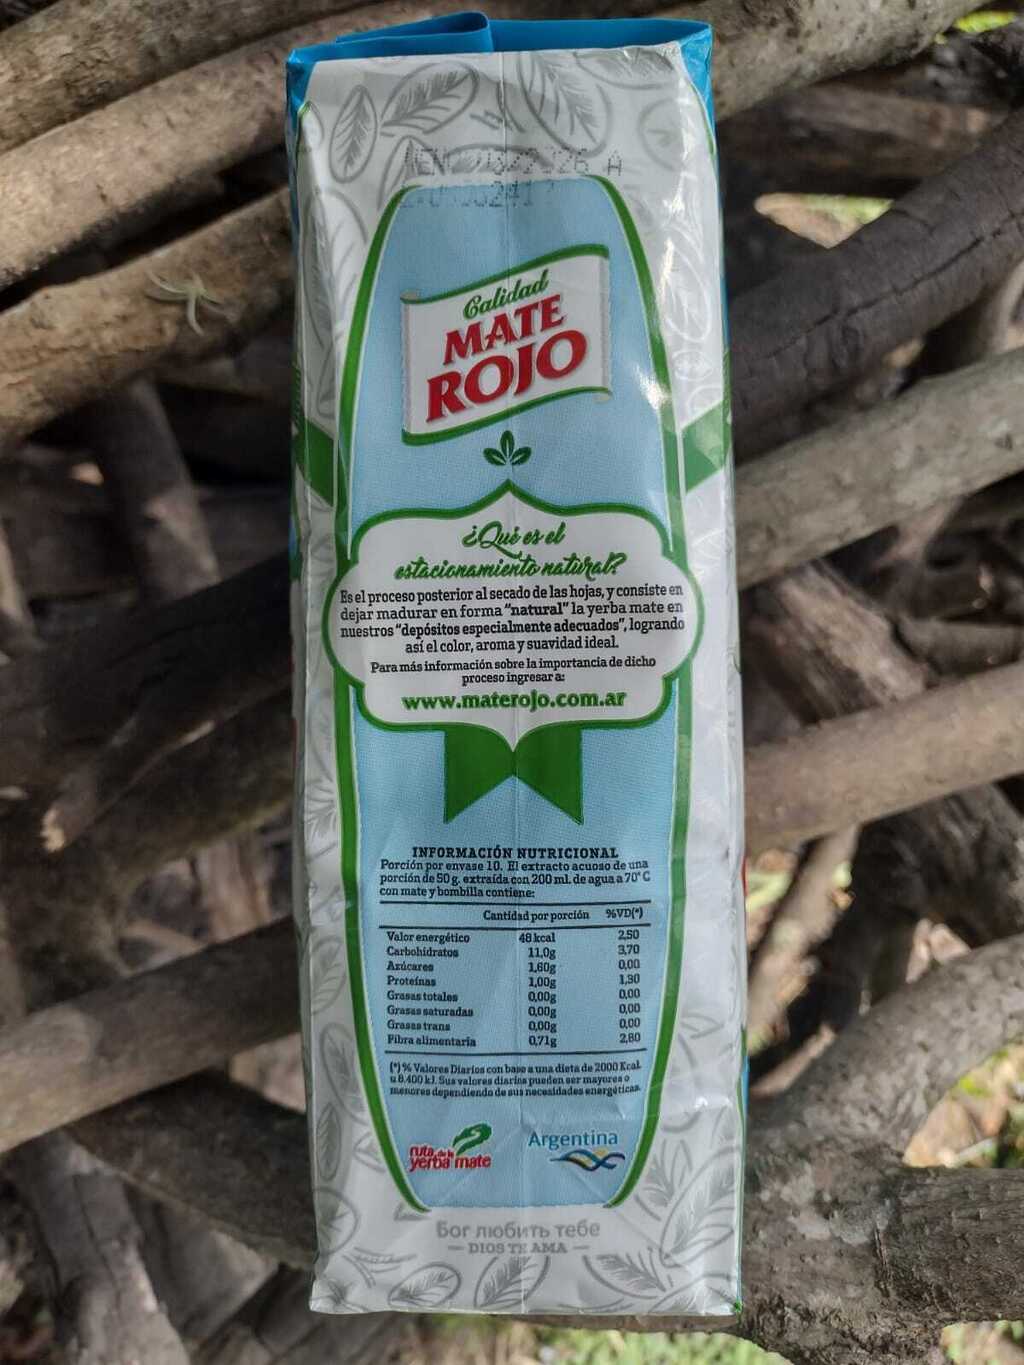 Calidad
MATE
ROJO
¿Qué es el
estacionamiento natural?
Es el proceso posterior al secado de las hojas, y consiste en
dejar madurar en forma "natural" la yerba mate en
nuestros "depósitos especialmente adecuados", logrando
así el color, aroma y suavidad ideal.
Para más información sobre la importancia de dicho
proceso ingresar a:
www.materojo.com.ar
INFORMACIÓN NUTRICIONAL
Porción por envase 10. El extracto acuoso de una
porción de 50 g. extraída con 200 ml. de agua a 70° C
con mate y bombilla contiene:
Cantidad por porción %VD(*)
Valor energético 48 kcal 2,50
Carbohidratos 11,0g 3,70
Azúcares 1,60g 0,00
Proteínas 1,00g 1,30
Grasas totales 0,00g 0,00
Grasas saturadas 0,00g 0,00
Grasas trans 0,00g 0,00
Fibra alimentaria 0,71g 2,80
(*) % Valores Diarios con base a una dieta de 2000 Kcal
u 8.400 kJ. Sus valores diarios pueden ser mayores o
menores dependiendo de sus necesidades energéticas.
ruta de la
yerba mate
Argentina
Бог любить тебе
DIOS TE AMA